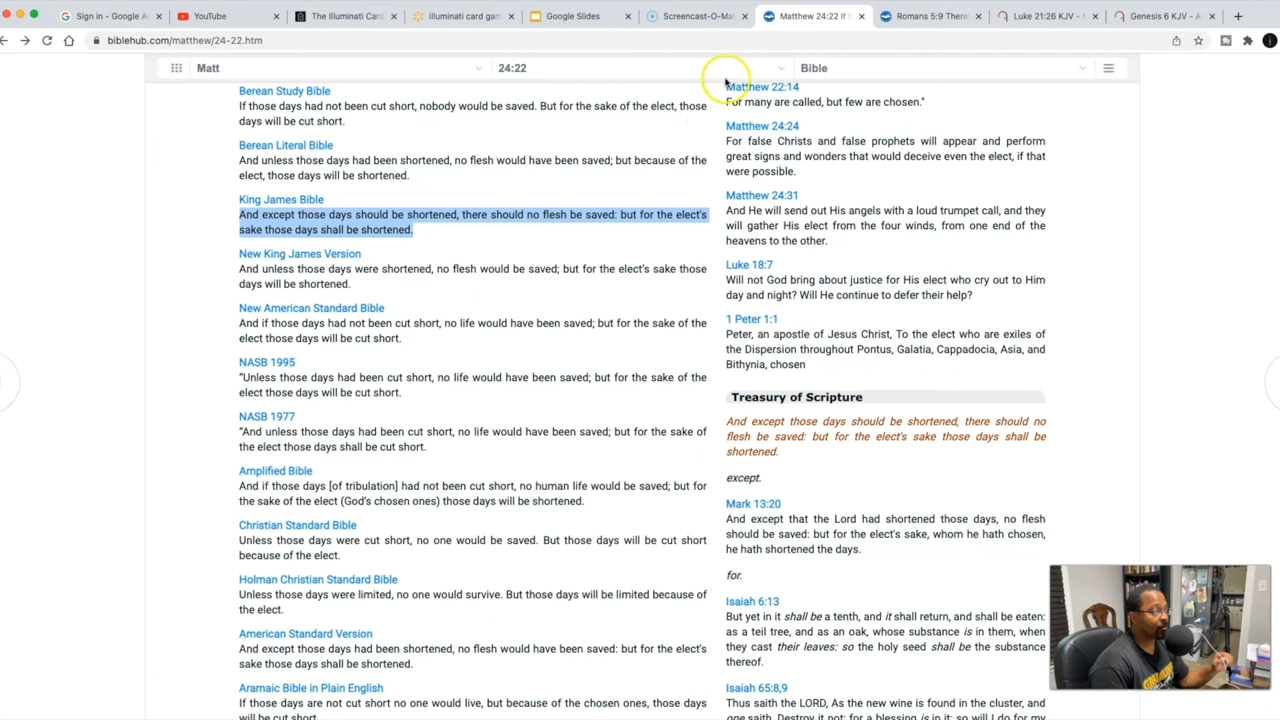 Sign in - Google A
YouTube
The Illuminati Card
illuminati card gam
Google Slides
Screencast-O-Mat
Matthew 24:22 If t
Romans 5:9 There
Luke 21:26 KJV - M
Genesis 6 KJV - A
biblehub.com/matthew/24-22.htm
Matt
24:22
Bible
Berean Study Bible
If those days had not been cut short, nobody would be saved. But for the sake of the elect, those
days will be cut short.
Berean Literal Bible
And unless those days had been shortened, no flesh would have been saved; but because of the
elect, those days will be shortened.
King James Bible
And except those days should be shortened, there should no flesh be saved: but for the elect's
sake those days shall be shortened.
New King James Version
And unless those days were shortened, no flesh would be saved; but for the elect's sake those
days will be shortened.
New American Standard Bible
And if those days had not been cut short, no life would have been saved; but for the sake of the
elect those days will be cut short.
NASB 1995
"Unless those days had been cut short, no life would have been saved; but for the sake of the
elect those days will be cut short.
NASB 1977
"And unless those days had been cut short, no life would have been saved; but for the sake of
the elect those days shall be cut short.
Amplified Bible
And if those days [of tribulation] had not been cut short, no human life would be saved; but for
the sake of the elect (God's chosen ones) those days will be shortened.
Christian Standard Bible
Unless those days were cut short, no one would be saved. But those days will be cut short
because of the elect.
Holman Christian Standard Bible
Unless those days were limited, no one would survive. But those days will be limited because of
the elect.
American Standard Version
And except those days had been shortened, no flesh would have been saved: but for the elect's
sake those days shall be shortened.
Aramaic Bible in Plain English
If those days are not cut short no one would live, but because of the chosen ones, those days
will be cut short.
Matthew 22:14
For many are called, but few are chosen."
Matthew 24:24
For false Christs and false prophets will appear and perform
great signs and wonders that would deceive even the elect, if that
were possible.
Matthew 24:31
And He will send out His angels with a loud trumpet call, and they
will gather His elect from the four winds, from one end of the
heavens to the other.
Luke 18:7
Will not God bring about justice for His elect who cry out to Him
day and night? Will He continue to defer their help?
1 Peter 1:1
Peter, an apostle of Jesus Christ, To the elect who are exiles of
the Dispersion throughout Pontus, Galatia, Cappadocia, Asia, and
Bithynia, chosen
Treasury of Scripture
And except those days should be shortened, there should no
flesh be saved: but for the elect's sake those days shall be
shortened.
except.
Mark 13:20
And except that the Lord had shortened those days, no flesh
should be saved: but for the elect's sake, whom he hath chosen,
he hath shortened the days.
for.
Isaiah 6:13
But yet in it shall be a tenth, and it shall return, and shall be eaten:
as a teil tree, and as an oak, whose substance is in them, when
they cast their leaves: so the holy seed shall be the substance
thereof.
Isaiah 65:8,9
Thus saith the LORD, As the new wine is found in the cluster, and
one saith, Destroy it not; for a blessing is in it: so will I do for my